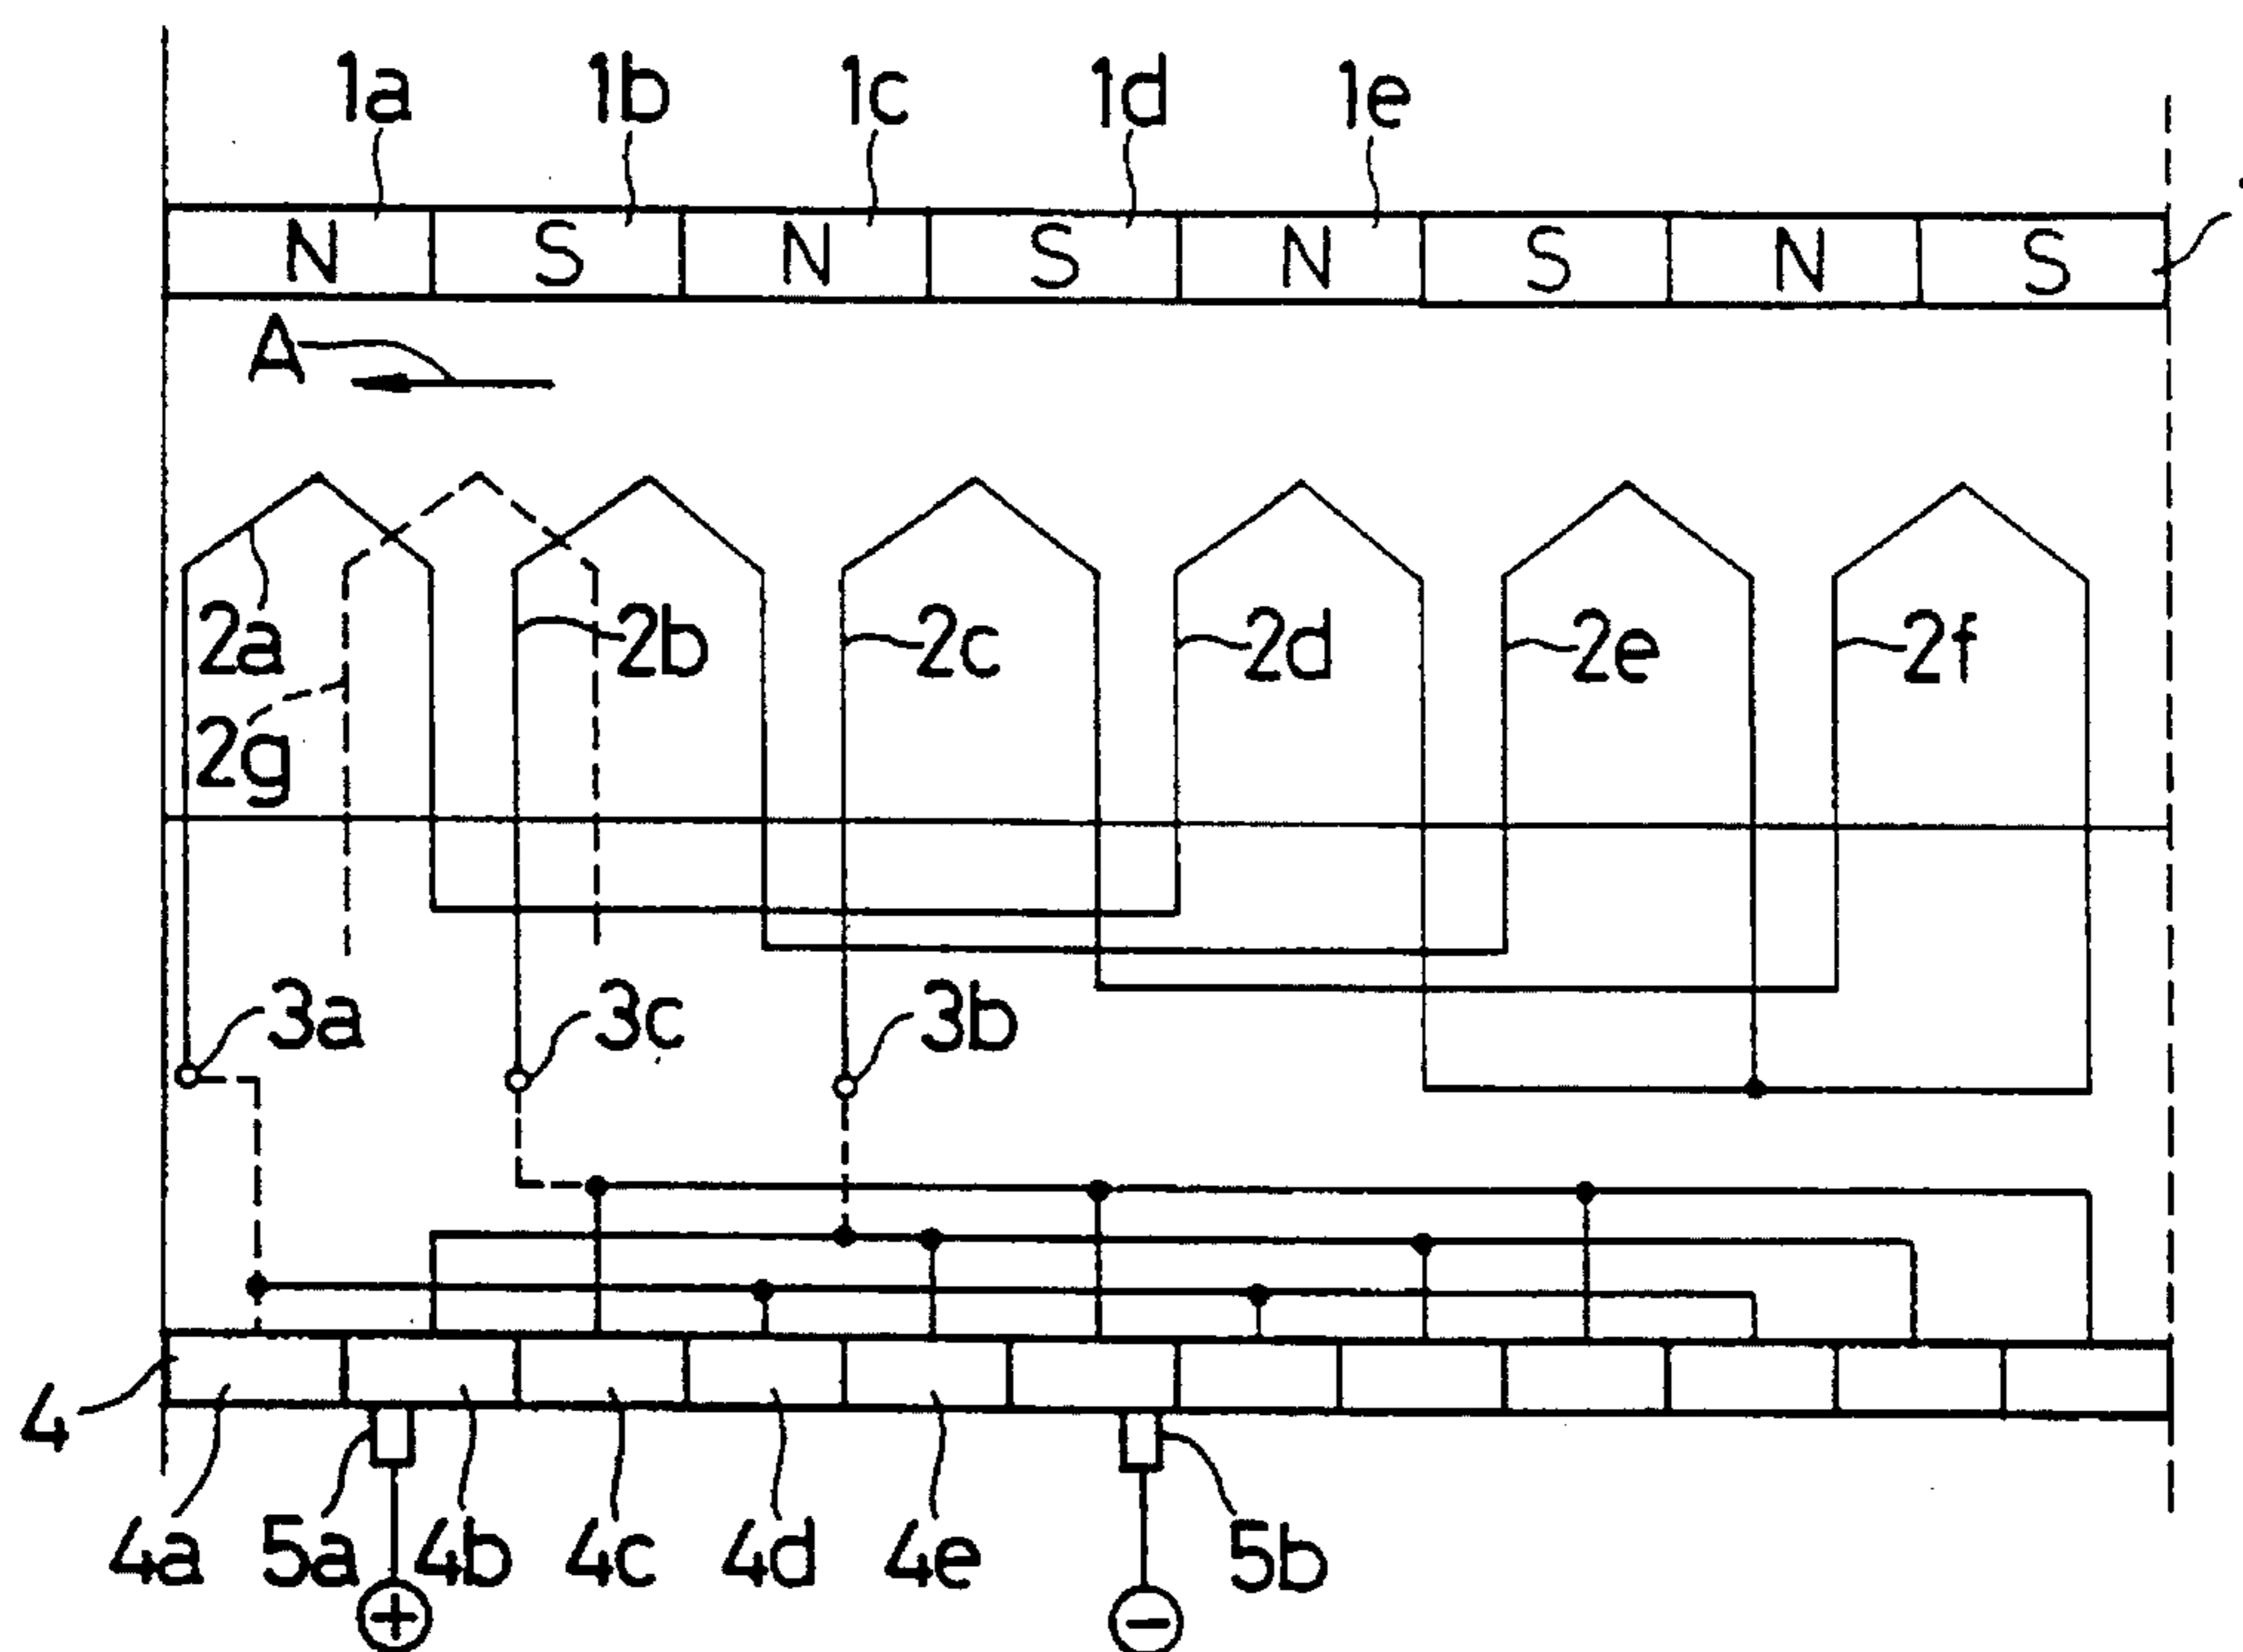 1a 1b 1c 1d 1e
N S N S N S N S
A
2a 2b 2c 2d 2e 2f
2g
3a 3c 3b
4
4a 5a 4b 4c 4d 4e 5b
+ −